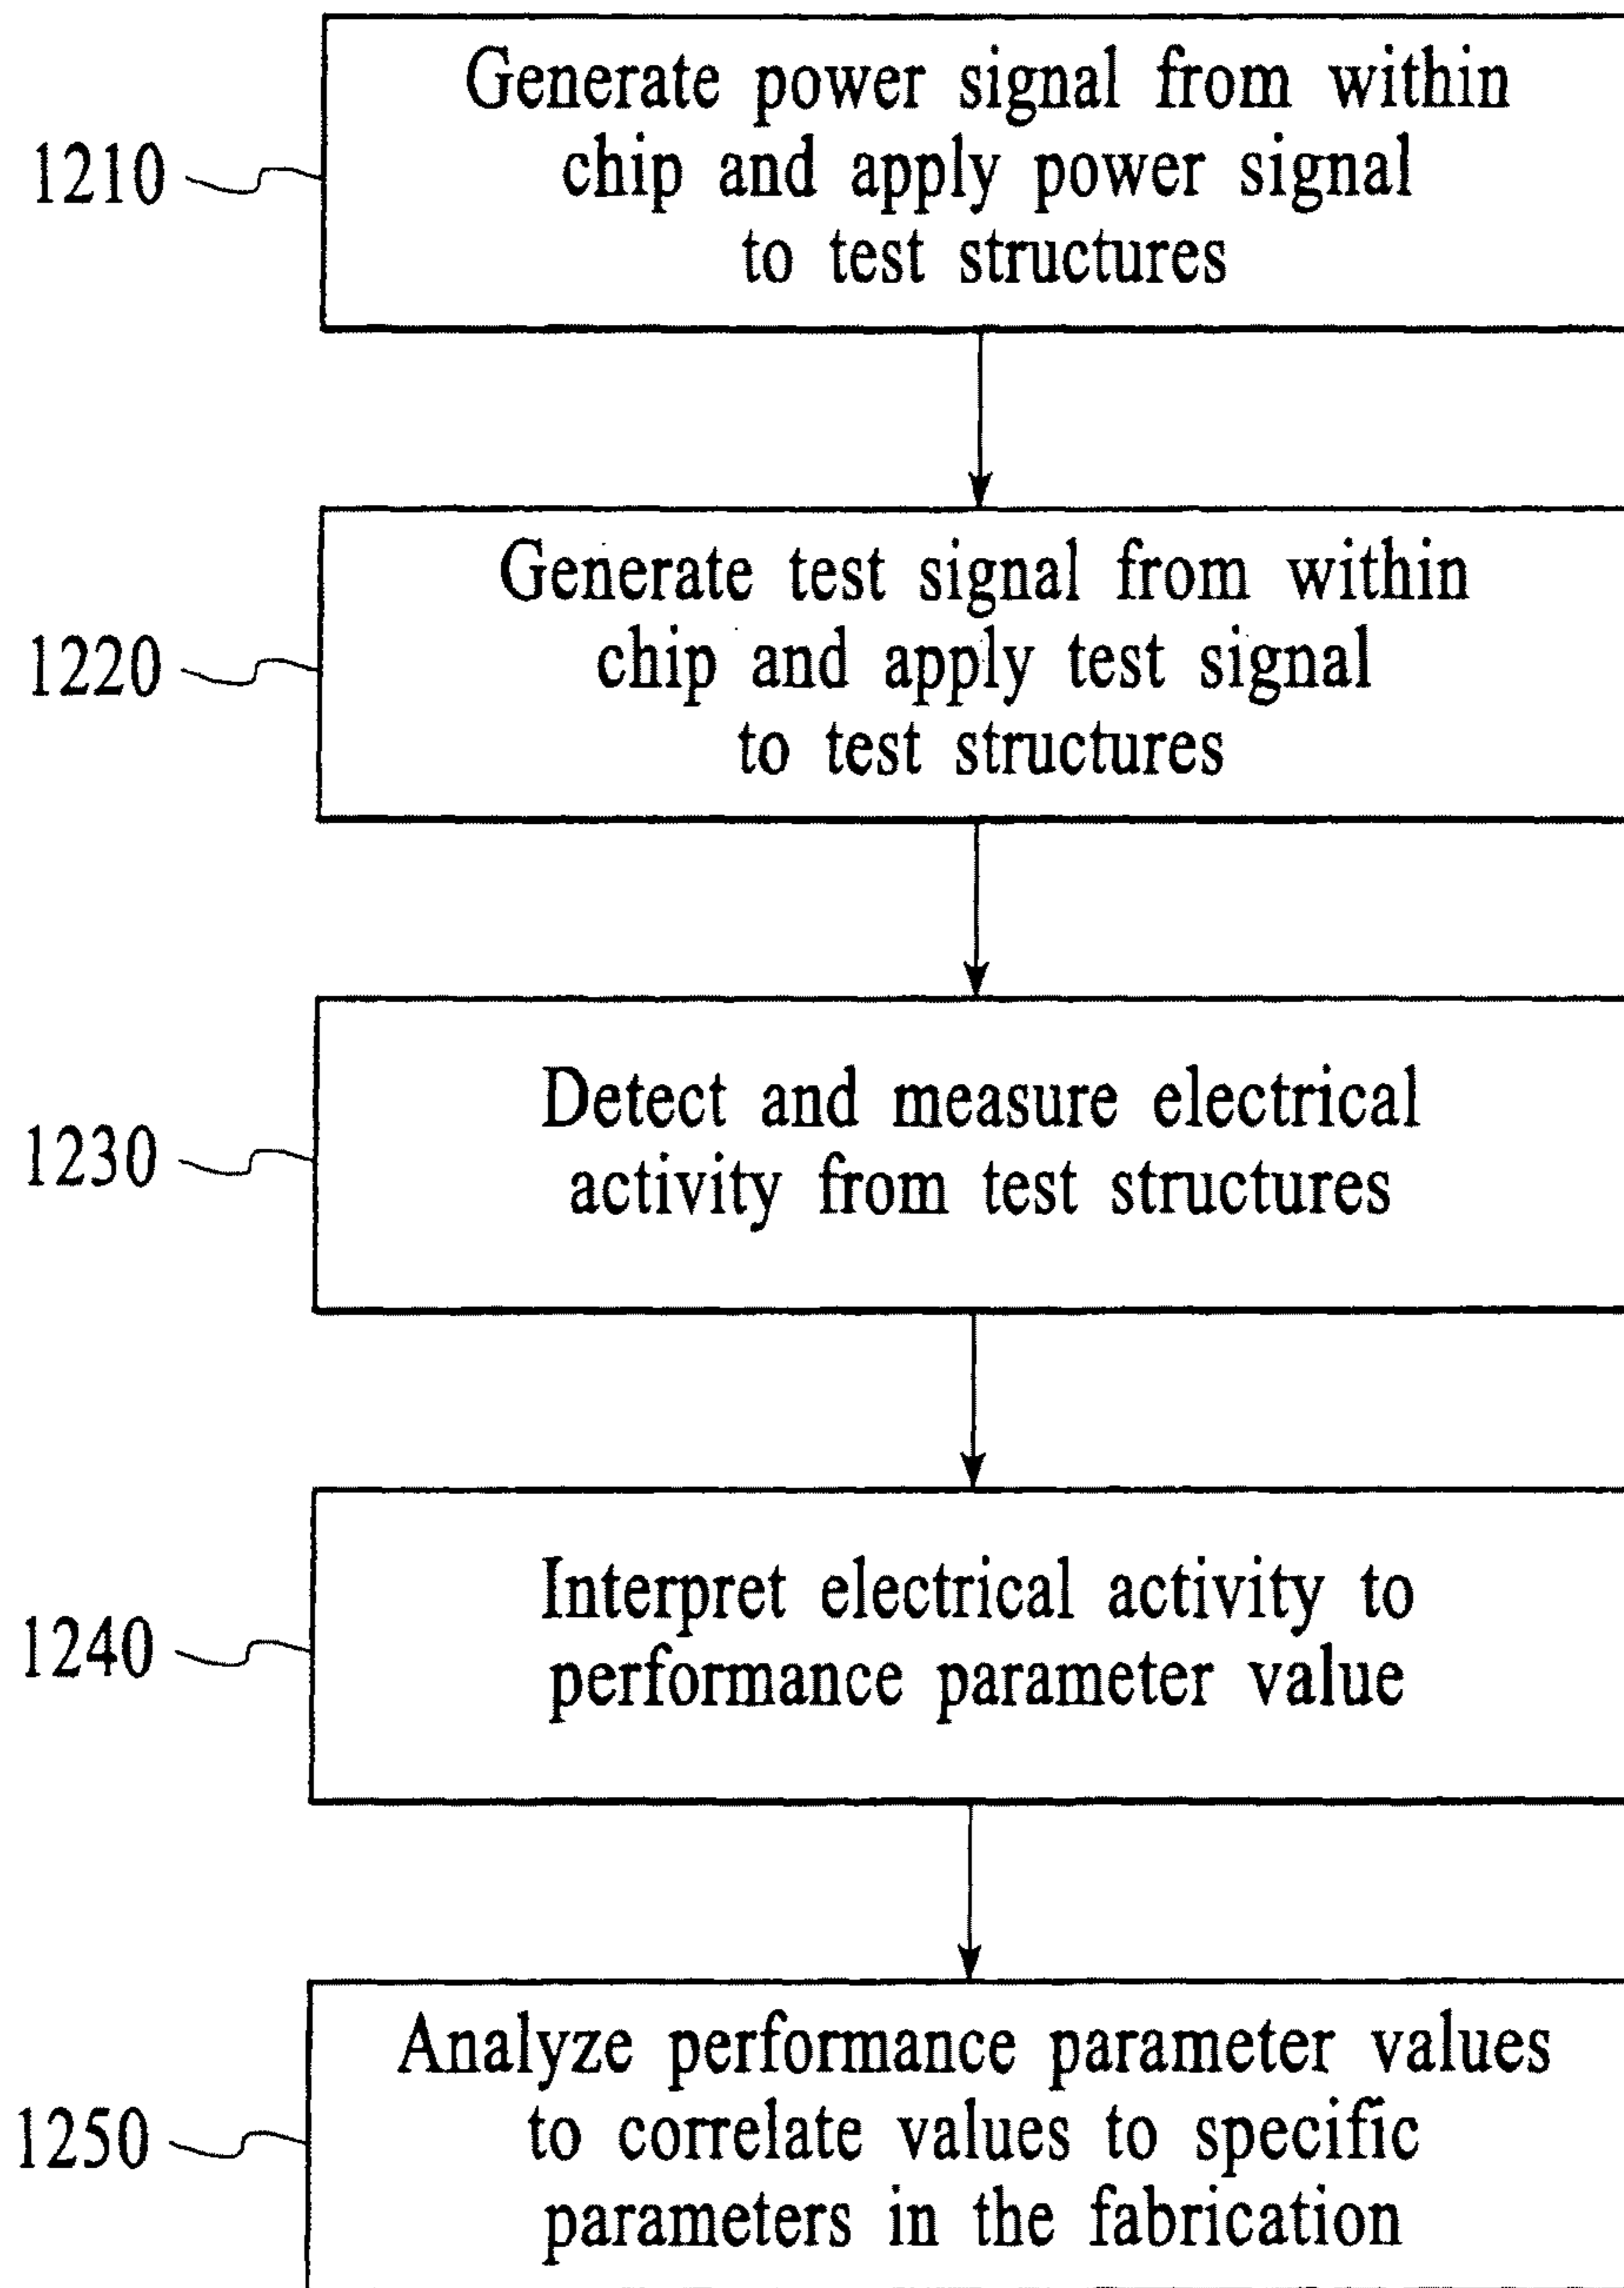 Generate power signal from within
chip and apply power signal
to test structures
1210
Generate test signal from within
chip and apply test signal
to test structures
1220
Detect and measure electrical
activity from test structures
1230
Interpret electrical activity to
performance parameter value
1240
Analyze performance parameter values
to correlate values to specific
parameters in the fabrication
1250